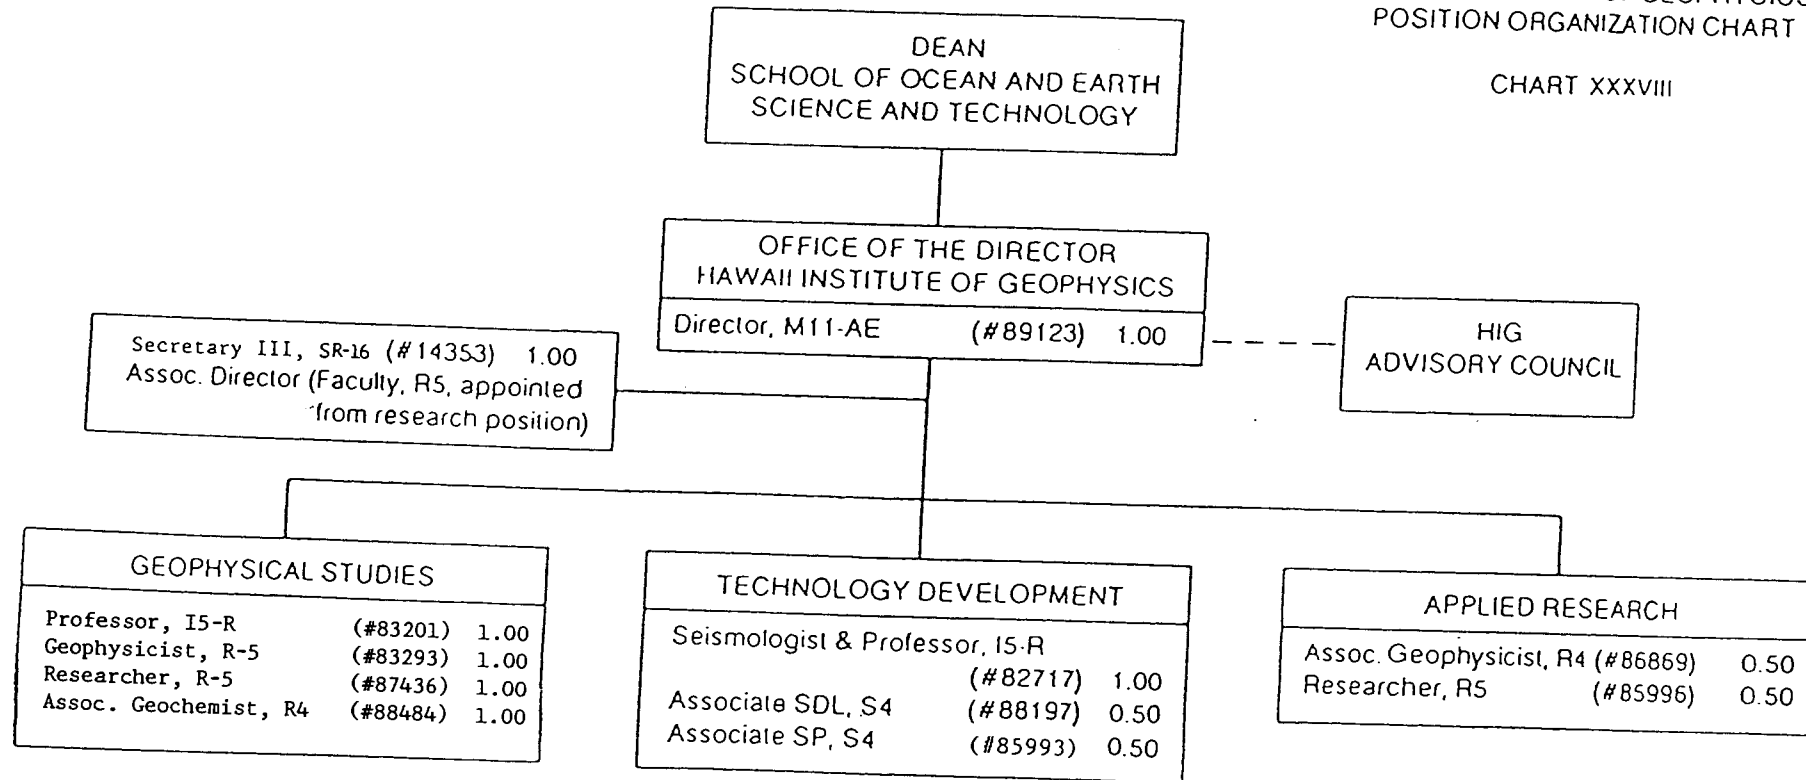 POSITION ORGANIZATION CHART
CHART XXXVIII
DEAN
SCHOOL OF OCEAN AND EARTH
SCIENCE AND TECHNOLOGY
OFFICE OF THE DIRECTOR
HAWAII INSTITUTE OF GEOPHYSICS
Director, M11-AE (#89123) 1.00
HIG
ADVISORY COUNCIL
Secretary III, SR-16 (#14353) 1.00
Assoc. Director (Faculty, R5, appointed
from research position)
GEOPHYSICAL STUDIES
Professor, I5-R (#83201) 1.00
Geophysicist, R-5 (#83293) 1.00
Researcher, R-5 (#87436) 1.00
Assoc. Geochemist, R4 (#88484) 1.00
TECHNOLOGY DEVELOPMENT
Seismologist & Professor, I5-R
(#82717) 1.00
Associate SDL, S4 (#88197) 0.50
Associate SP, S4 (#85993) 0.50
APPLIED RESEARCH
Assoc. Geophysicist, R4 (#86869) 0.50
Researcher, R5 (#85996) 0.50